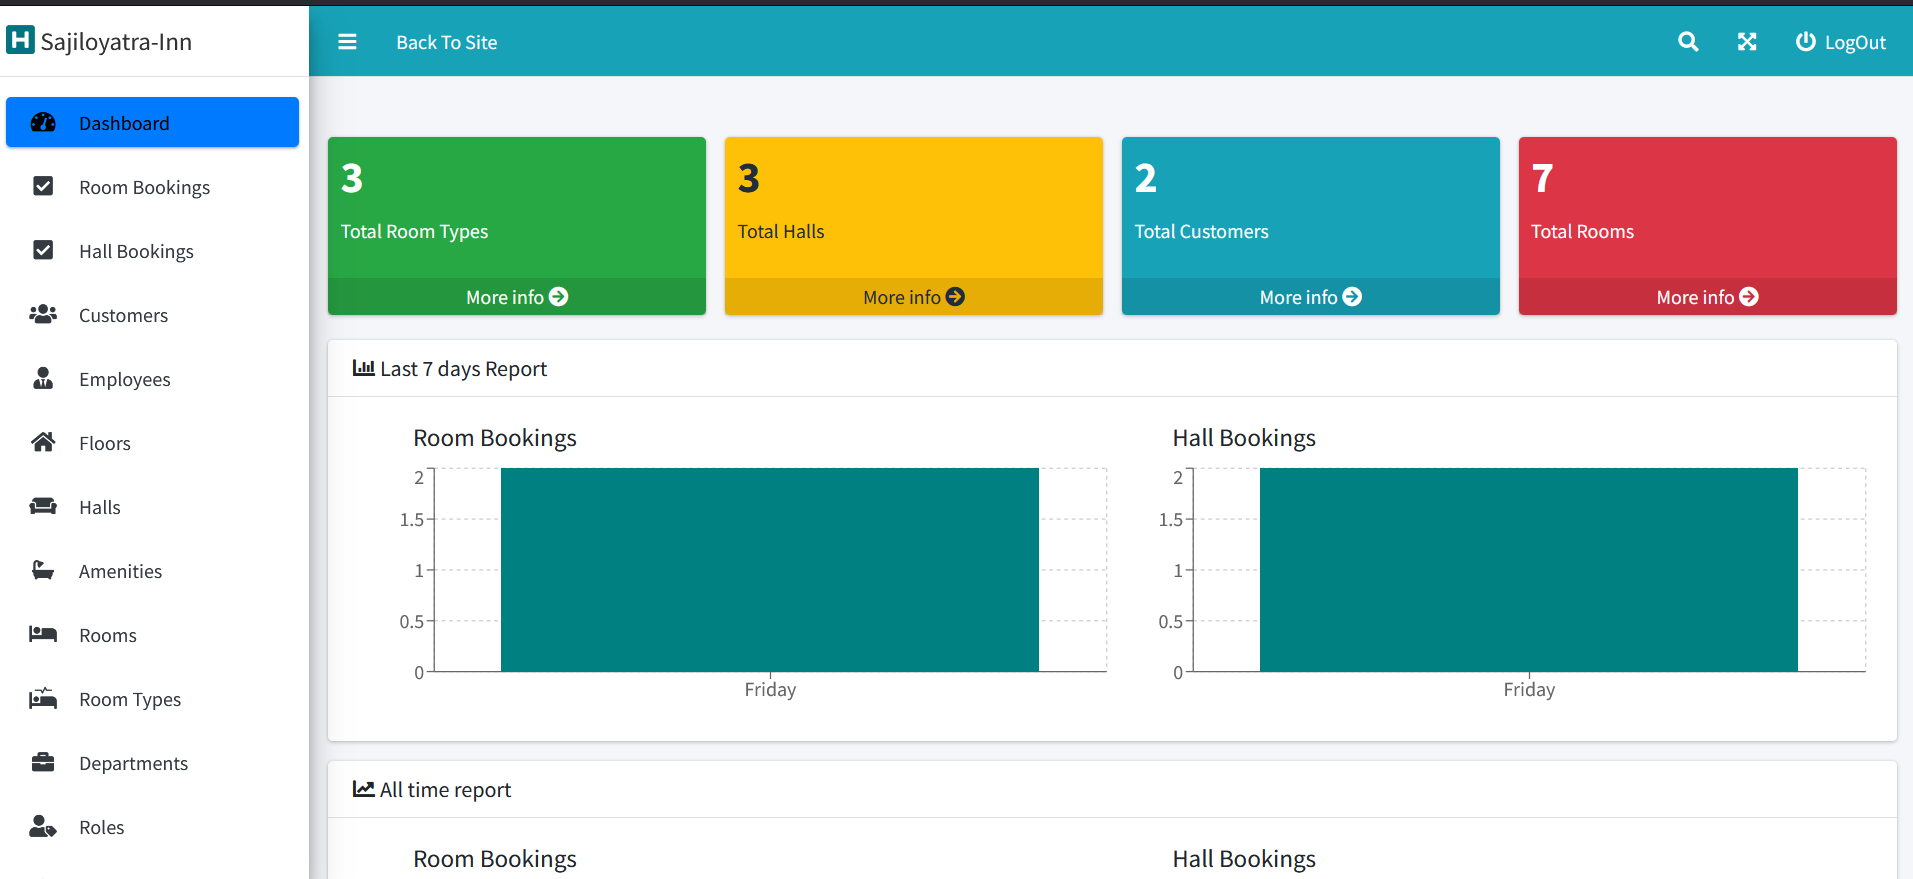 H Sajiloyatra-Inn
Back To Site
LogOut
Dashboard
Room Bookings
Hall Bookings
Customers
Employees
Floors
Halls
Amenities
Rooms
Room Types
Departments
Roles
3
Total Room Types
More info
3
Total Halls
More info
2
Total Customers
More info
7
Total Rooms
More info
Last 7 days Report
Room Bookings
2
1.5
1
0.5
0
Friday
Hall Bookings
2
1.5
1
0.5
0
Friday
All time report
Room Bookings
Hall Bookings